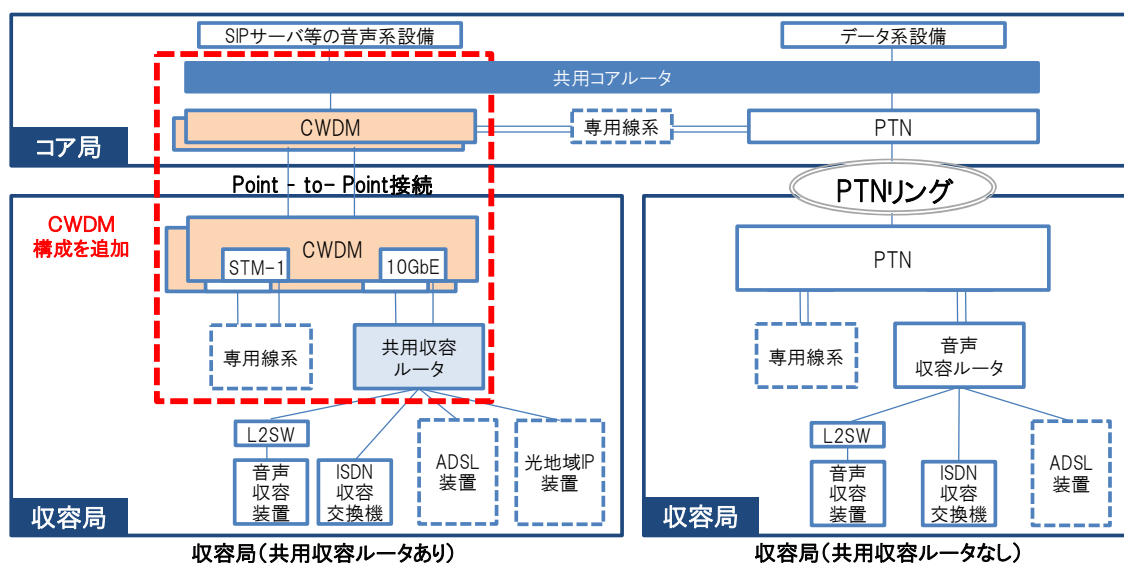 SIPサーバ等の音声系設備
データ系設備
共用コアルータ
CWDM
専用線系
PTN
コア局
Point - to- Point接続
PTNリング
CWDM
構成を追加
CWDM
STM-1
10GbE
専用線系
共用収容
ルータ
L2SW
音声
収容
装置
ISDN
収容
交換機
ADSL
装置
光地域IP
装置
収容局
収容局(共用収容ルータあり)
PTN
専用線系
音声
収容ルータ
L2SW
音声
収容
装置
ISDN
収容
交換機
ADSL
装置
収容局
収容局(共用収容ルータなし)